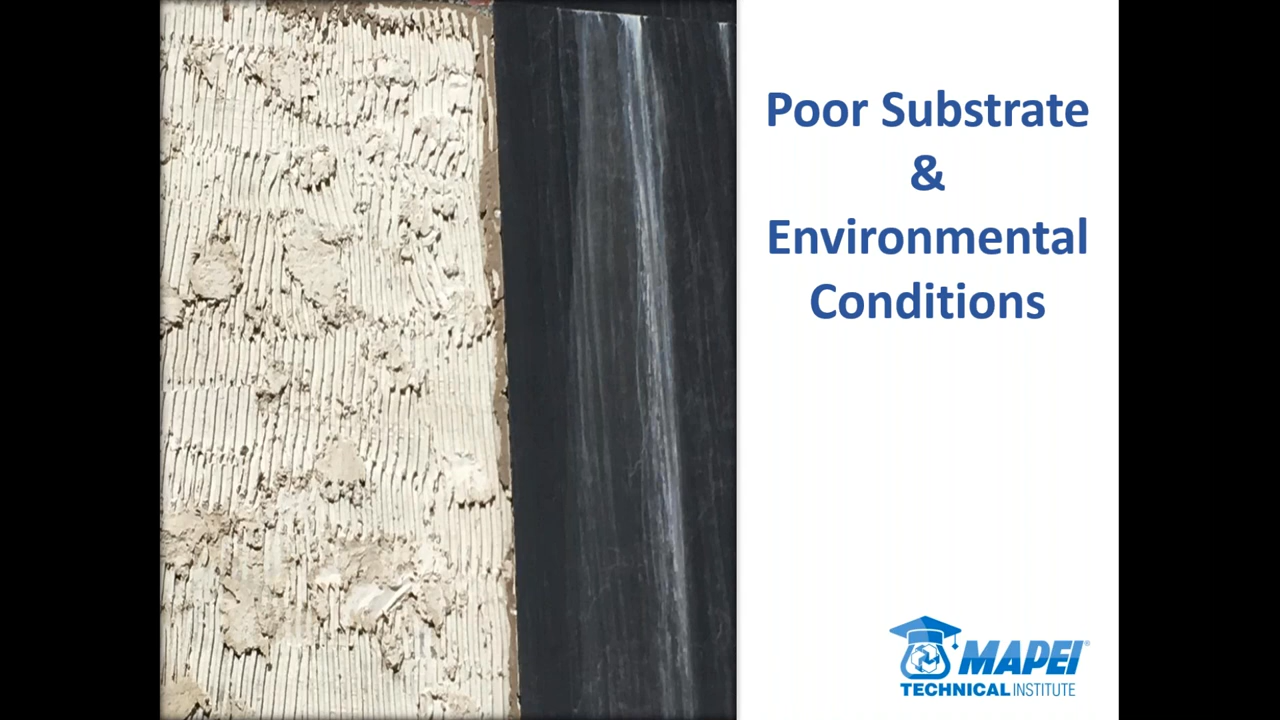 Poor Substrate
&
Environmental
Conditions
MAPEI®
TECHNICAL INSTITUTE